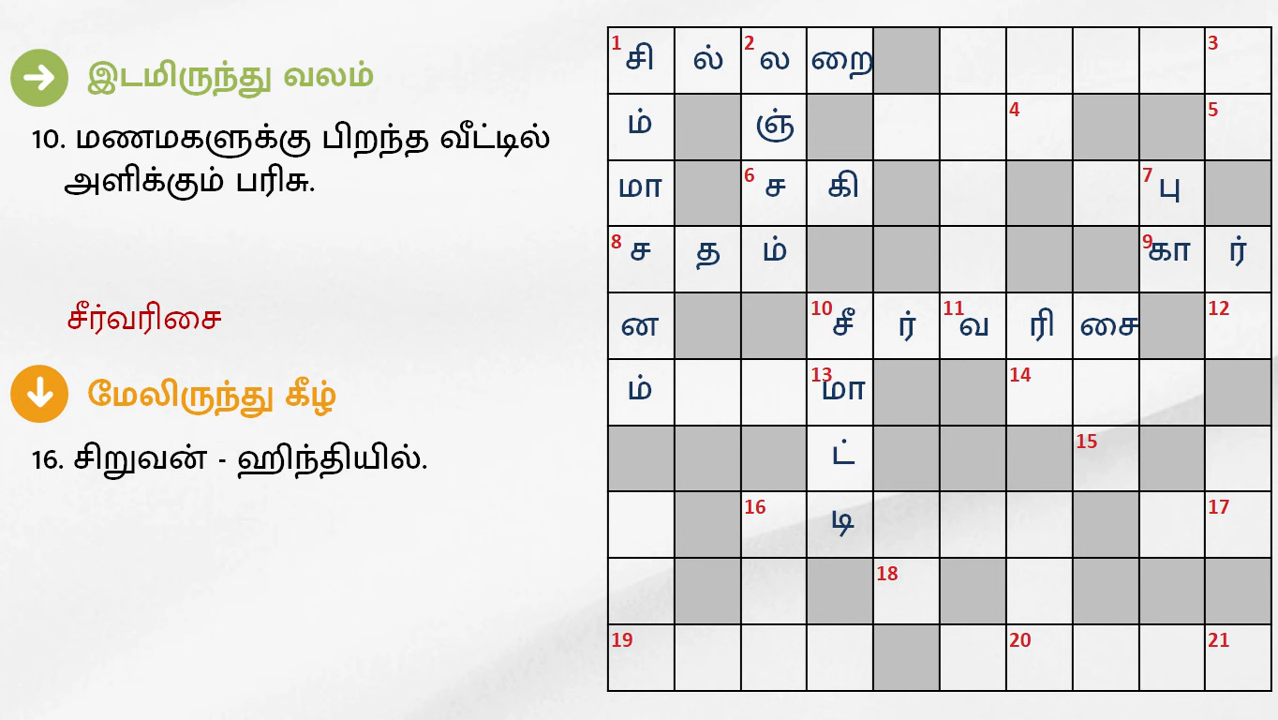 இடமிருந்து வலம்
10. மணமகளுக்கு பிறந்த வீட்டில்
அளிக்கும் பரிசு.
சீர்வரிசை
மேலிருந்து கீழ்
16. சிறுவன் - ஹிந்தியில்.
1 சி ல் 2 ல றை 3
ம் ஞ் 4 5
மா 6 ச கி 7 பு
8 ச த ம் 9 கா ர்
ன 10 சீ ர் 11 வ ரி சை 12
ம் 13 மா 14
ட் 15
16 டி 17
18
19 20 21